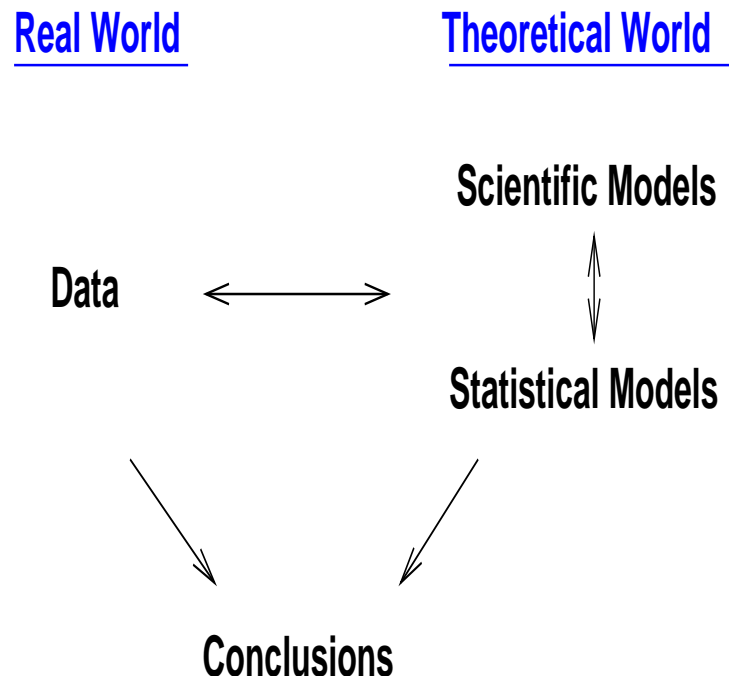 Real World
Theoretical World
Scientific Models
Data
Statistical Models
Conclusions